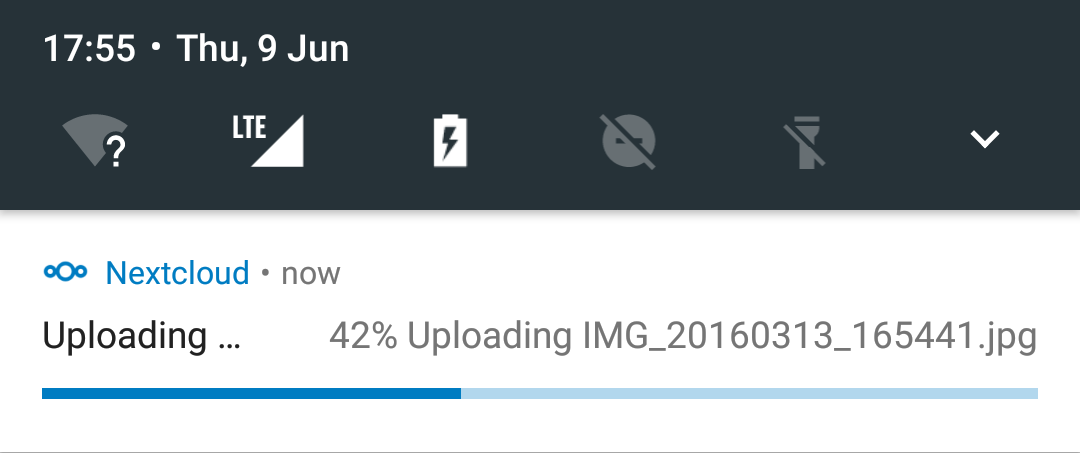 17:55 • Thu, 9 Jun
?
LTE
Nextcloud • now
Uploading ... 42% Uploading IMG_20160313_165441.jpg